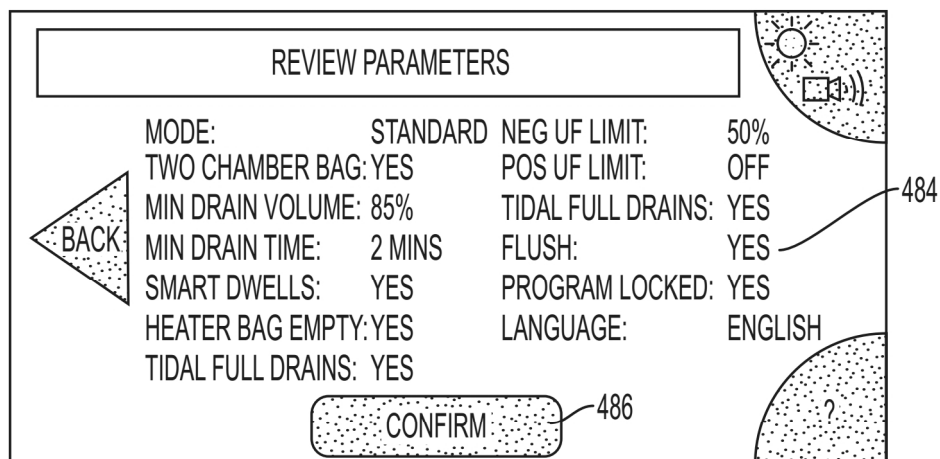 REVIEW PARAMETERS
MODE: STANDARD NEG UF LIMIT: 50%
TWO CHAMBER BAG: YES POS UF LIMIT: OFF
MIN DRAIN VOLUME: 85% TIDAL FULL DRAINS: YES
484
BACK
MIN DRAIN TIME: 2 MINS FLUSH: YES
SMART DWELLS: YES PROGRAM LOCKED: YES
HEATER BAG EMPTY: YES LANGUAGE: ENGLISH
TIDAL FULL DRAINS: YES
CONFIRM
486
?